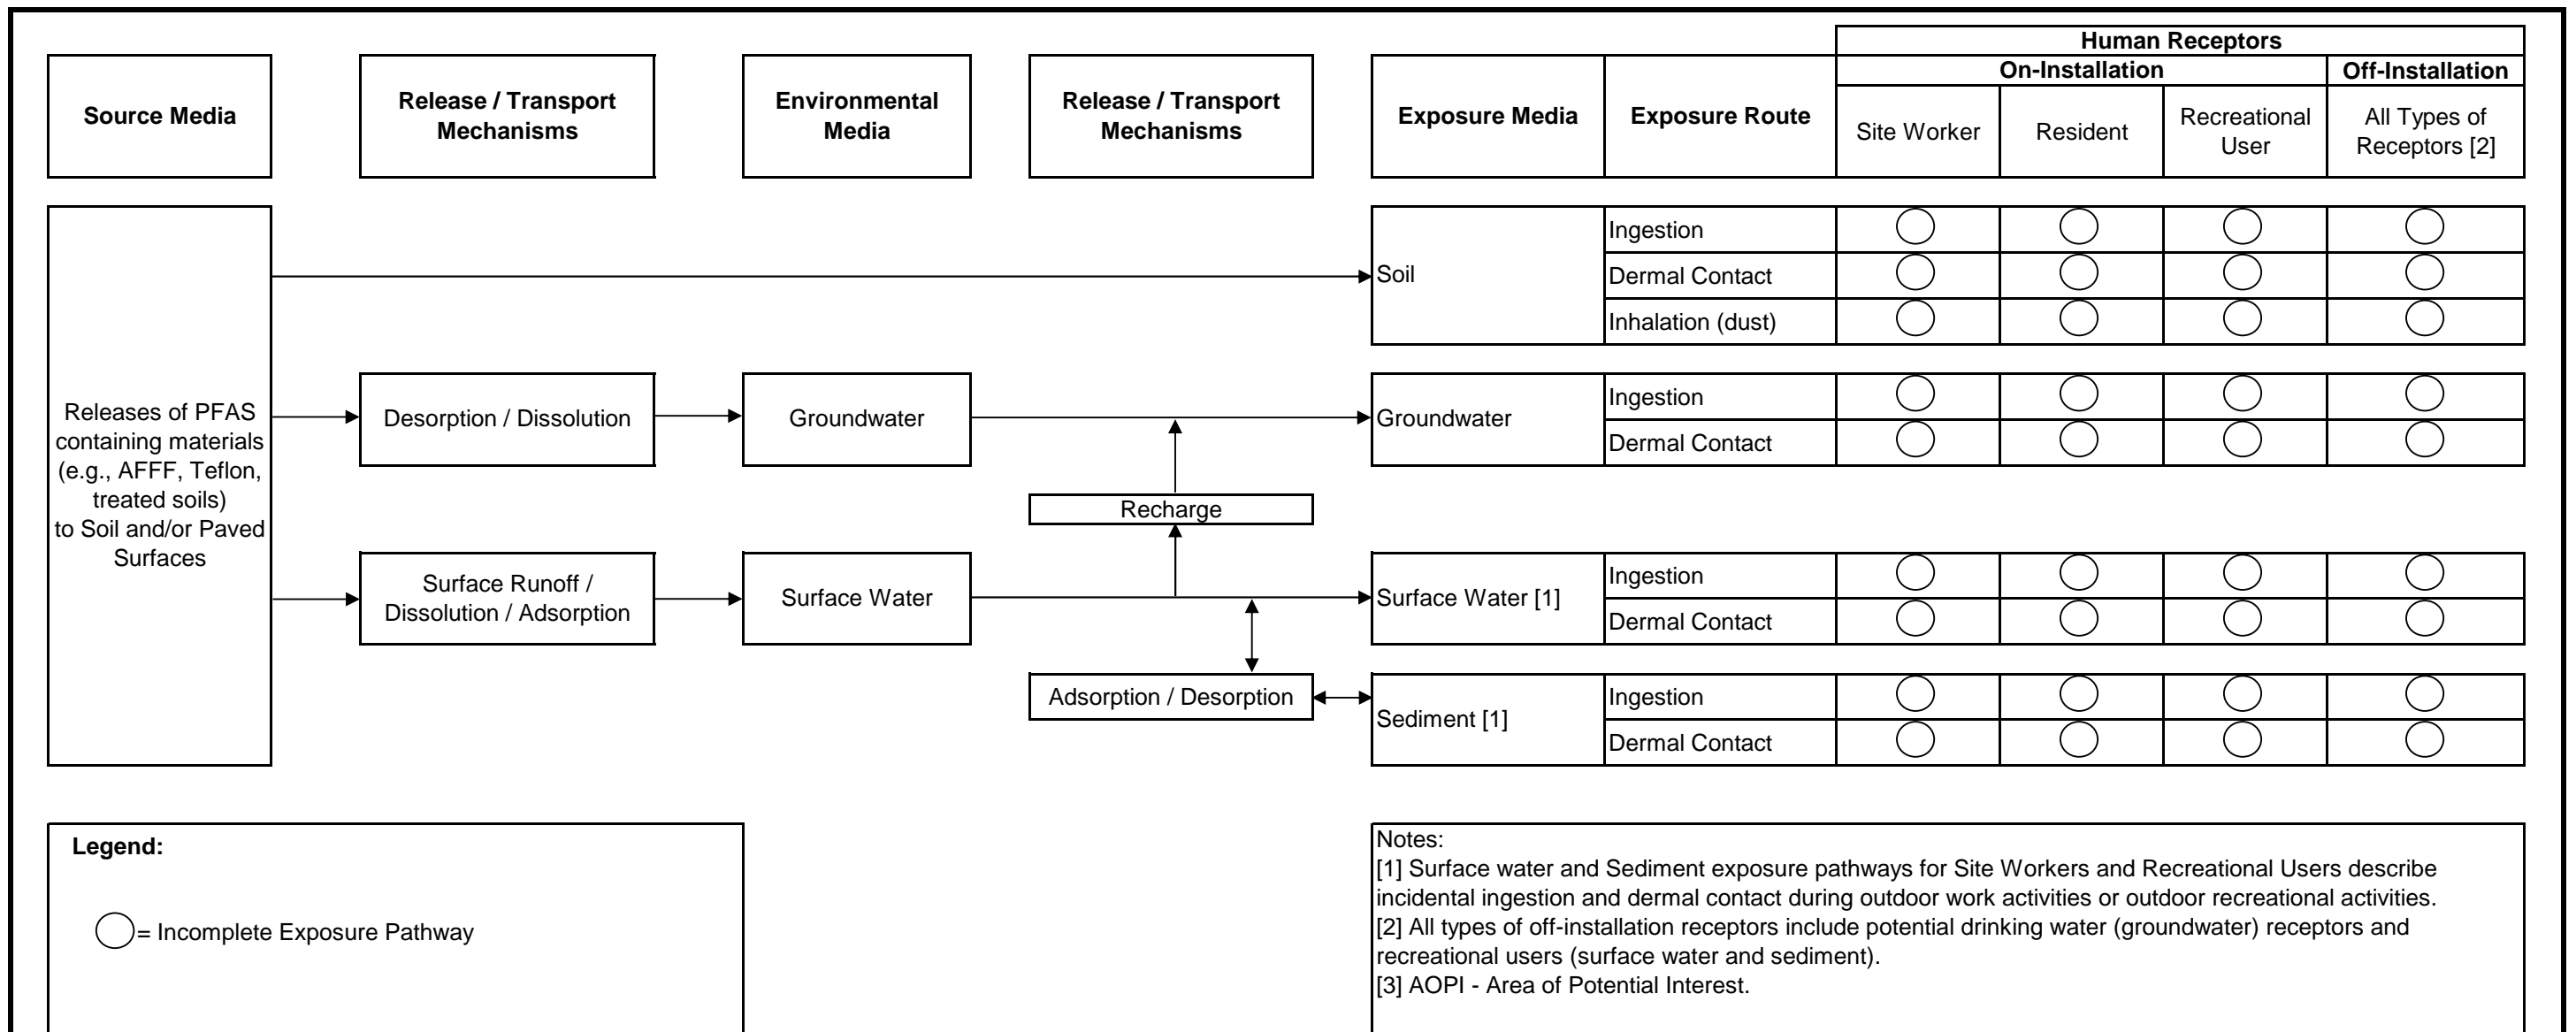 Human Receptors
On-Installation
Off-Installation
Source Media
Release / Transport
Mechanisms
Environmental
Media
Release / Transport
Mechanisms
Exposure Media
Exposure Route
Site Worker
Resident
Recreational
User
All Types of
Receptors [2]
Releases of PFAS
containing materials
(e.g., AFFF, Teflon,
treated soils)
to Soil and/or Paved
Surfaces
Soil
Ingestion
Dermal Contact
Inhalation (dust)
Desorption / Dissolution
Groundwater
Groundwater
Ingestion
Dermal Contact
Recharge
Surface Runoff /
Dissolution / Adsorption
Surface Water
Surface Water [1]
Ingestion
Dermal Contact
Adsorption / Desorption
Sediment [1]
Ingestion
Dermal Contact
Legend:
= Incomplete Exposure Pathway
Notes:
[1] Surface water and Sediment exposure pathways for Site Workers and Recreational Users describe
incidental ingestion and dermal contact during outdoor work activities or outdoor recreational activities.
[2] All types of off-installation receptors include potential drinking water (groundwater) receptors and
recreational users (surface water and sediment).
[3] AOPI - Area of Potential Interest.